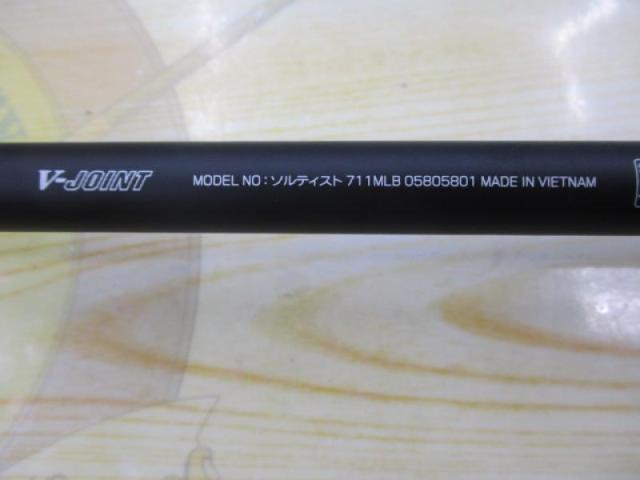 V-JOINT MODEL NO：ソルティスト 711MLB 05805801 MADE IN VIETNAM